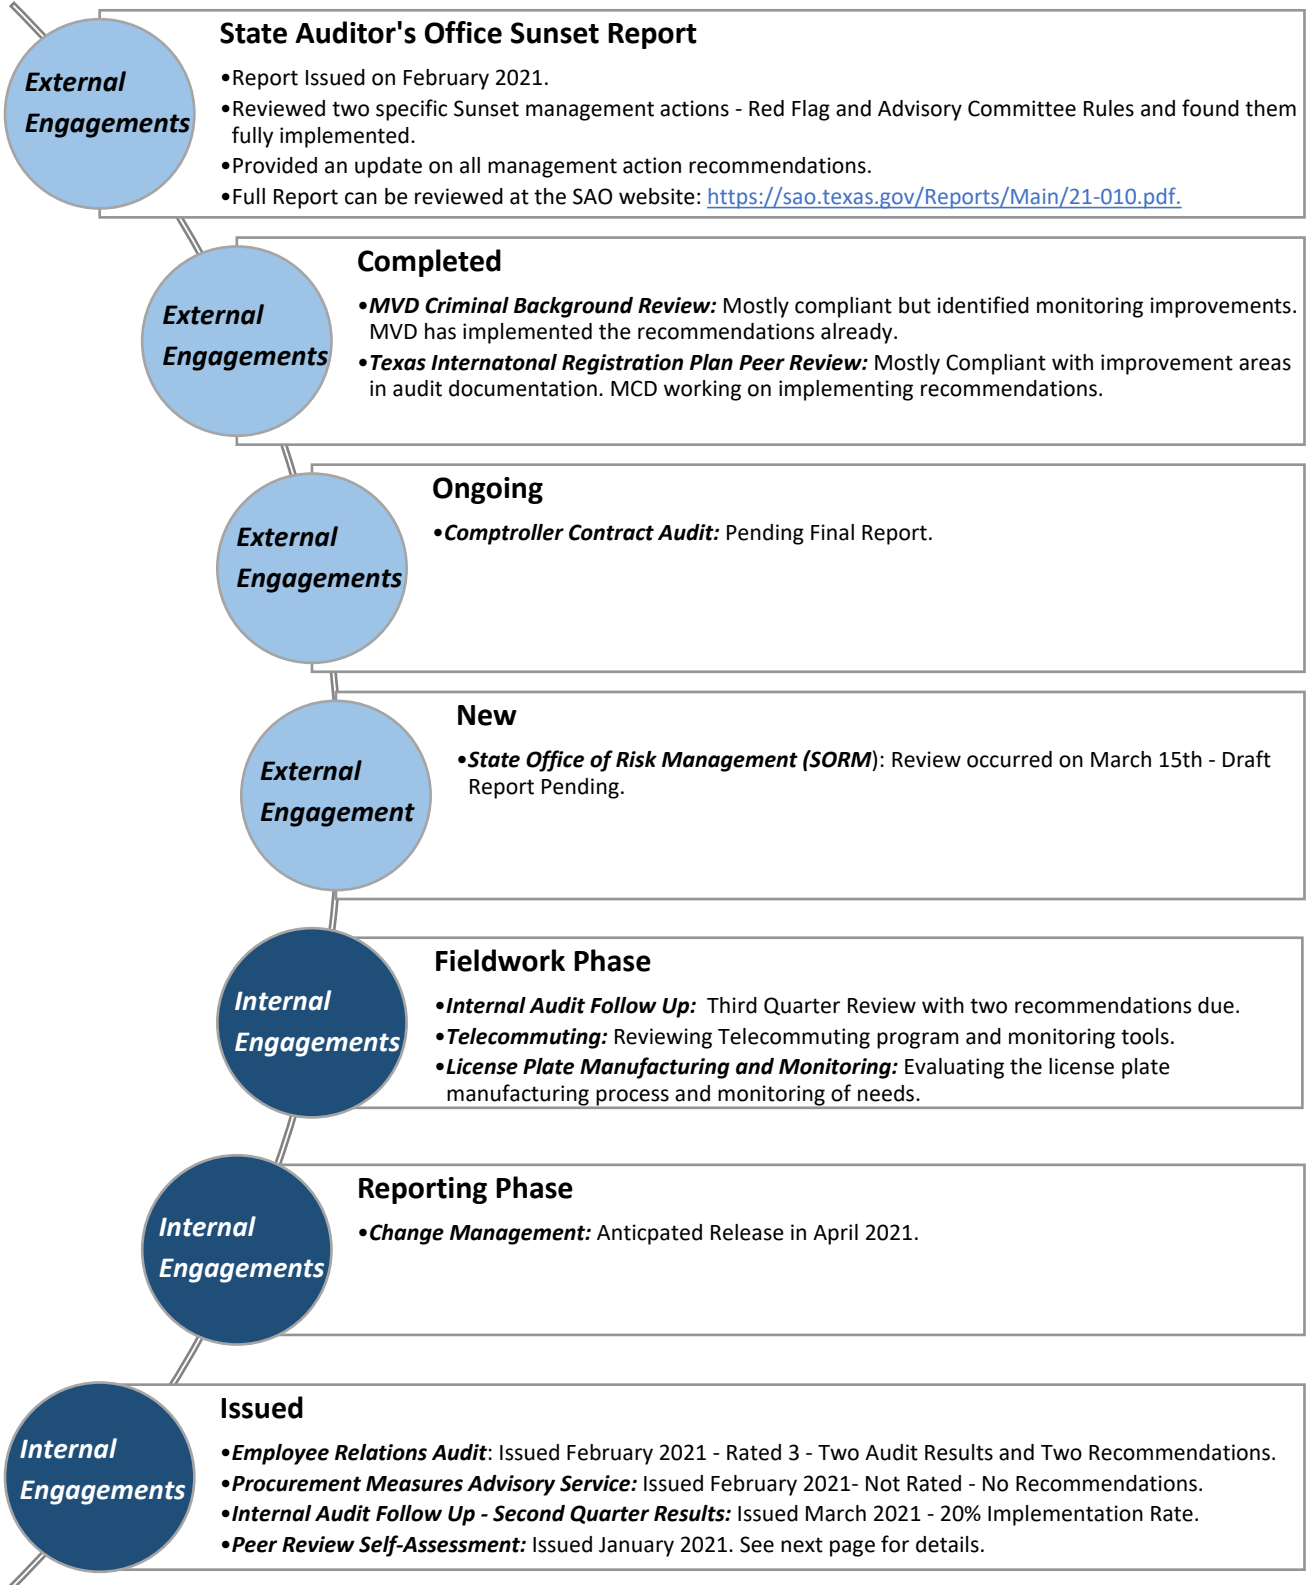 State Auditor's Office Sunset Report
External
Engagements
•Report Issued on February 2021.
•Reviewed two specific Sunset management actions - Red Flag and Advisory Committee Rules and found them
fully implemented.
•Provided an update on all management action recommendations.
•Full Report can be reviewed at the SAO website: https://sao.texas.gov/Reports/Main/21-010.pdf.
Completed
External
Engagements
•MVD Criminal Background Review: Mostly compliant but identified monitoring improvements.
MVD has implemented the recommendations already.
•Texas Internatonal Registration Plan Peer Review: Mostly Compliant with improvement areas
in audit documentation. MCD working on implementing recommendations.
Ongoing
External
Engagements
•Comptroller Contract Audit: Pending Final Report.
New
External
Engagement
•State Office of Risk Management (SORM): Review occurred on March 15th - Draft
Report Pending.
Fieldwork Phase
Internal
Engagements
•Internal Audit Follow Up:  Third Quarter Review with two recommendations due.
•Telecommuting: Reviewing Telecommuting program and monitoring tools.
•License Plate Manufacturing and Monitoring: Evaluating the license plate
manufacturing process and monitoring of needs.
Reporting Phase
Internal
Engagements
•Change Management: Anticpated Release in April 2021.
Issued
Internal
Engagements
•Employee Relations Audit: Issued February 2021 - Rated 3 - Two Audit Results and Two Recommendations.
•Procurement Measures Advisory Service: Issued February 2021- Not Rated - No Recommendations.
•Internal Audit Follow Up - Second Quarter Results: Issued March 2021 - 20% Implementation Rate.
•Peer Review Self-Assessment: Issued January 2021. See next page for details.